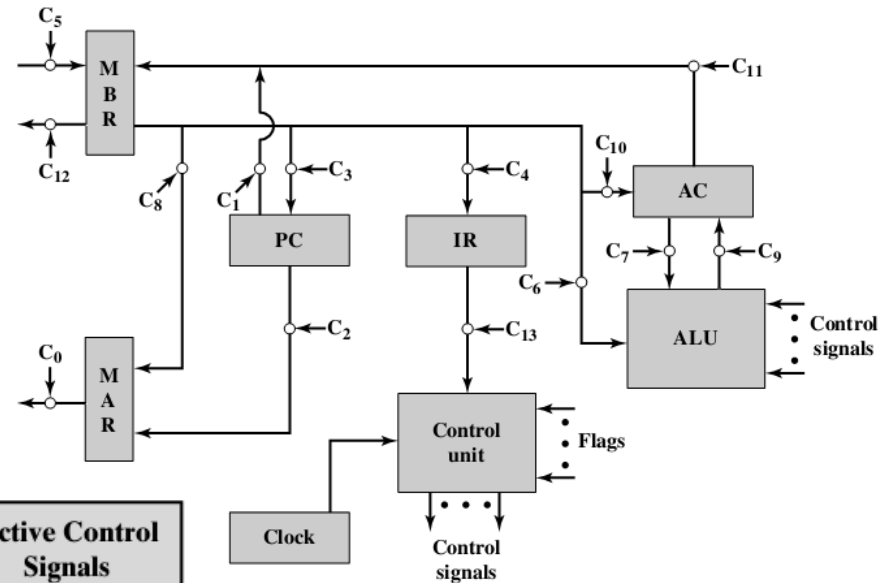 C5
M
B
R
C11
C12
C8
C1
C3
C4
C10
AC
PC
IR
C7
C9
C6
C2
C13
ALU
Control
signals
C0
M
A
R
Control
unit
Flags
Clock
Control
signals
Control
Signals